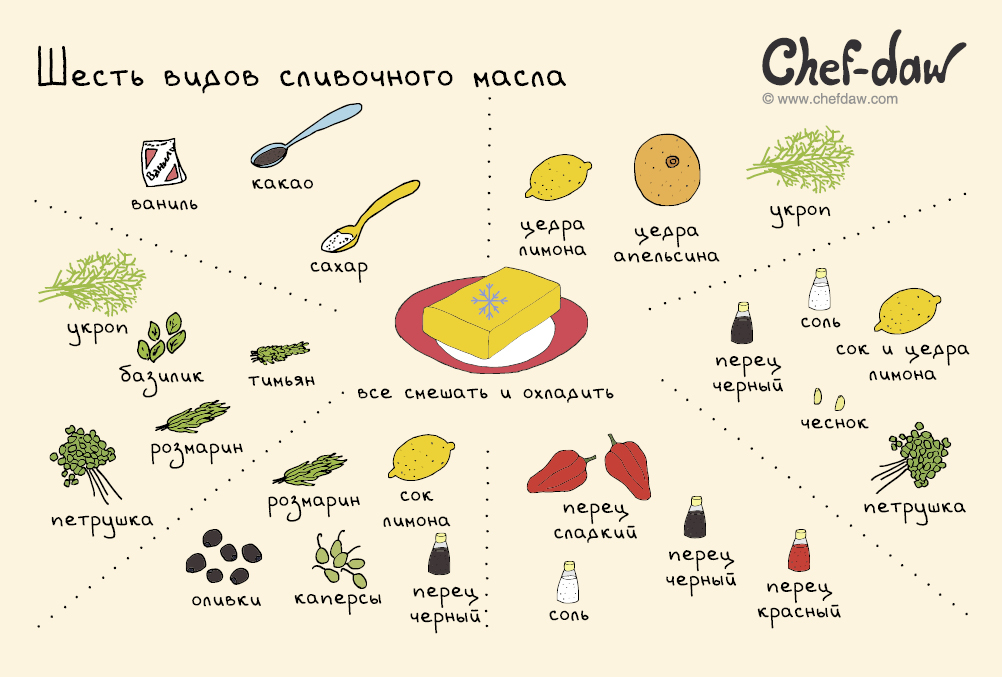 Шесть видов сливочного масла
Chef-daw
© www.chefdaw.com
Ваниль
ваниль
какао
сахар
цедра
лимона
цедра
апельсина
укроп
укроп
базилик
тимьян
розмарин
петрушка
все смешать и охладить
перец
черный
соль
сок и цедра
лимона
чеснок
петрушка
розмарин
сок
лимона
оливки
каперсы
перец
черный
перец
сладкий
соль
перец
черный
перец
красный